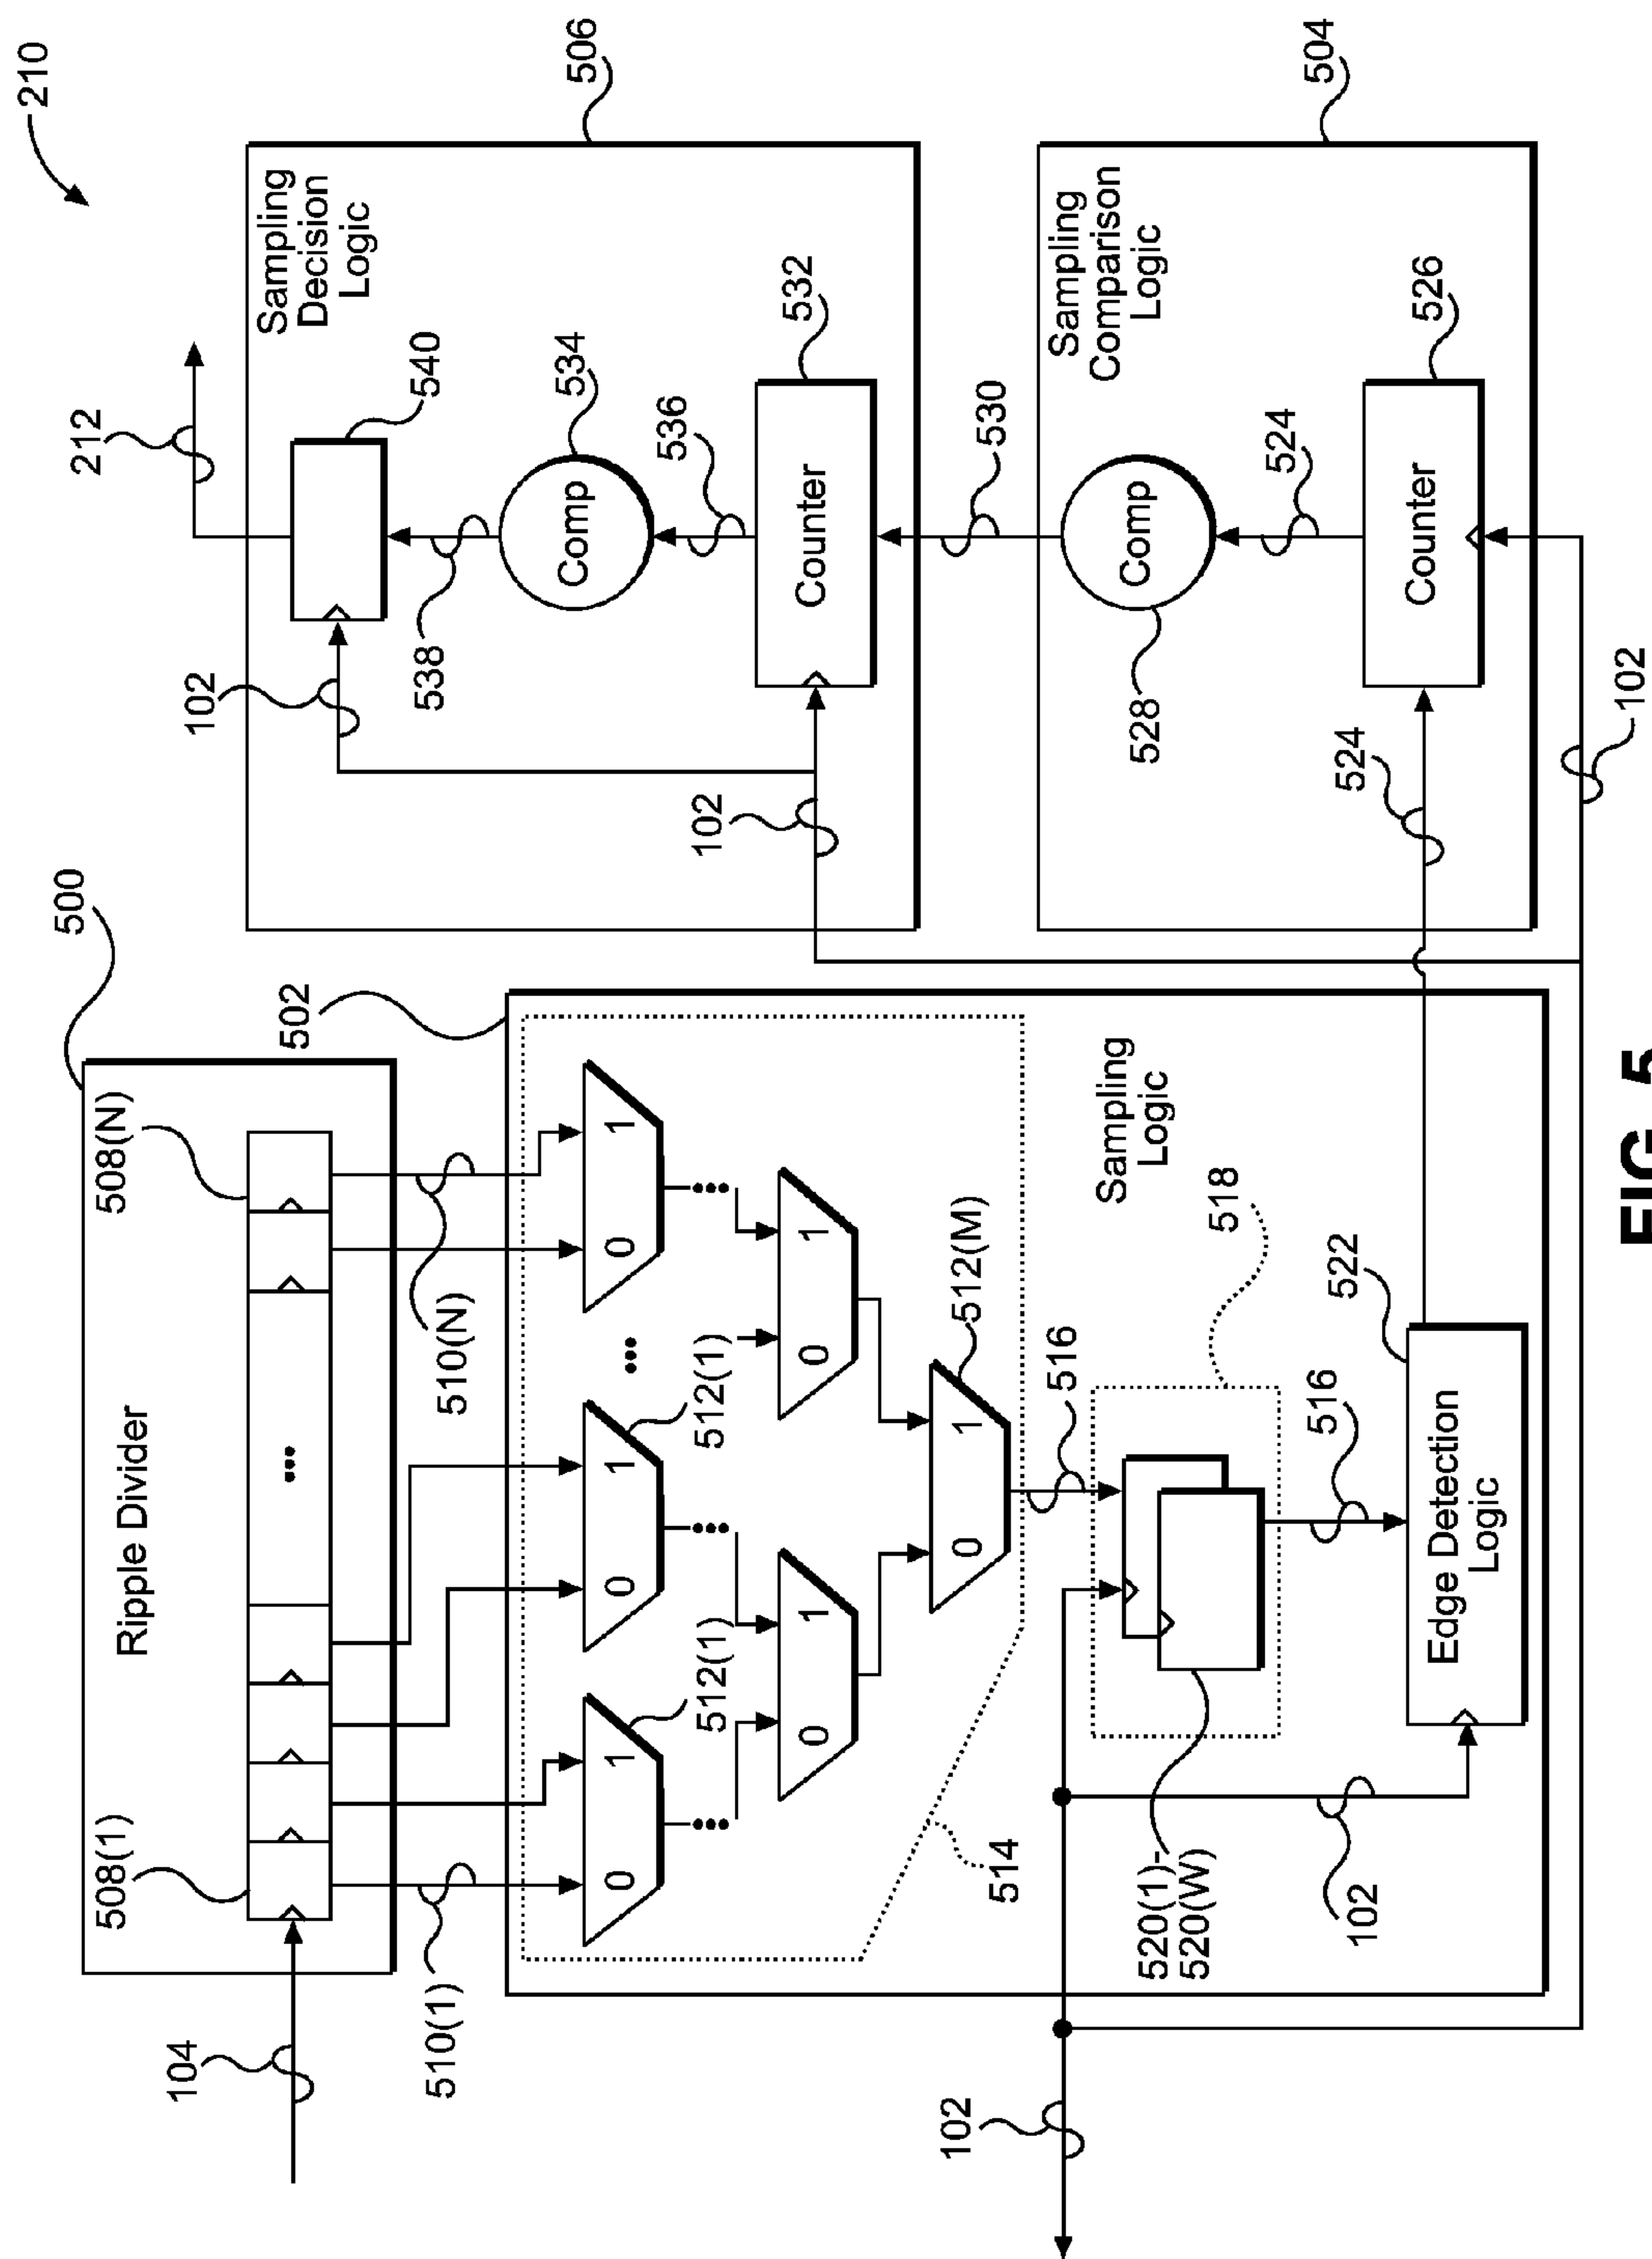 210
500
508(1)
Ripple Divider
508(N)
...
104
510(1)
510(N)
502
0 1
512(1)
0 1
512(1)
...
0 1
...
...
...
0 1
0 1
512(1)
0 1
512(M)
514
516
Sampling
Logic
518
520(1)-
520(W)
516
Edge Detection
Logic
522
102
102
212
506
Sampling
Decision
Logic
540
102
538
Comp
534
536
Counter
532
102
530
504
Sampling
Comparison
Logic
Comp
528
524
Counter
526
524
102
FIG. 5